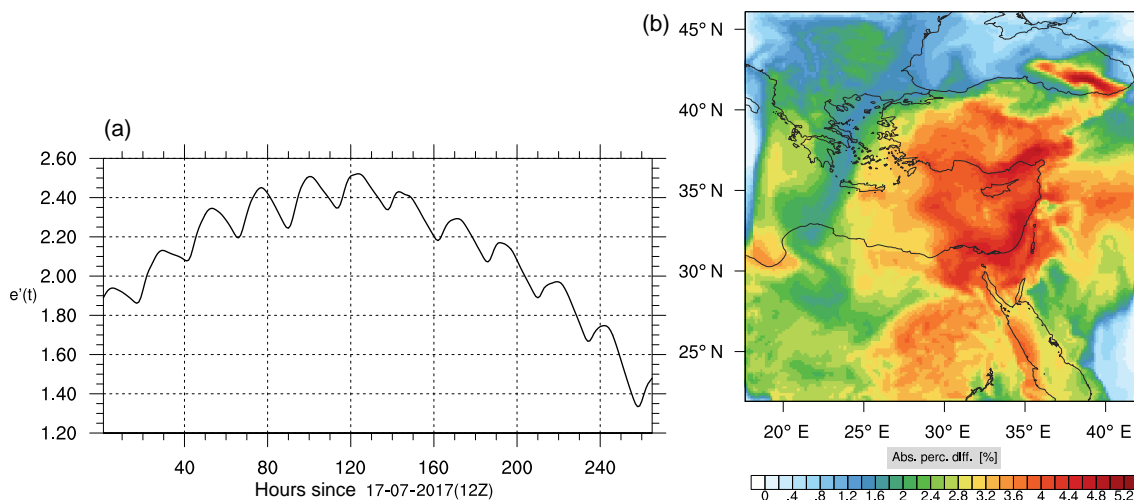 (a)
2.60
2.40
2.20
2.00
1.80
1.60
1.40
1.20
e'(t)
40 80 120 160 200 240
Hours since 17-07-2017(12Z)
(b)
45° N
40° N
35° N
30° N
25° N
20° E 25° E 30° E 35° E 40° E
Abs. perc. diff. [%]
0 .4 .8 1.2 1.6 2 2.4 2.8 3.2 3.6 4 4.4 4.8 5.2